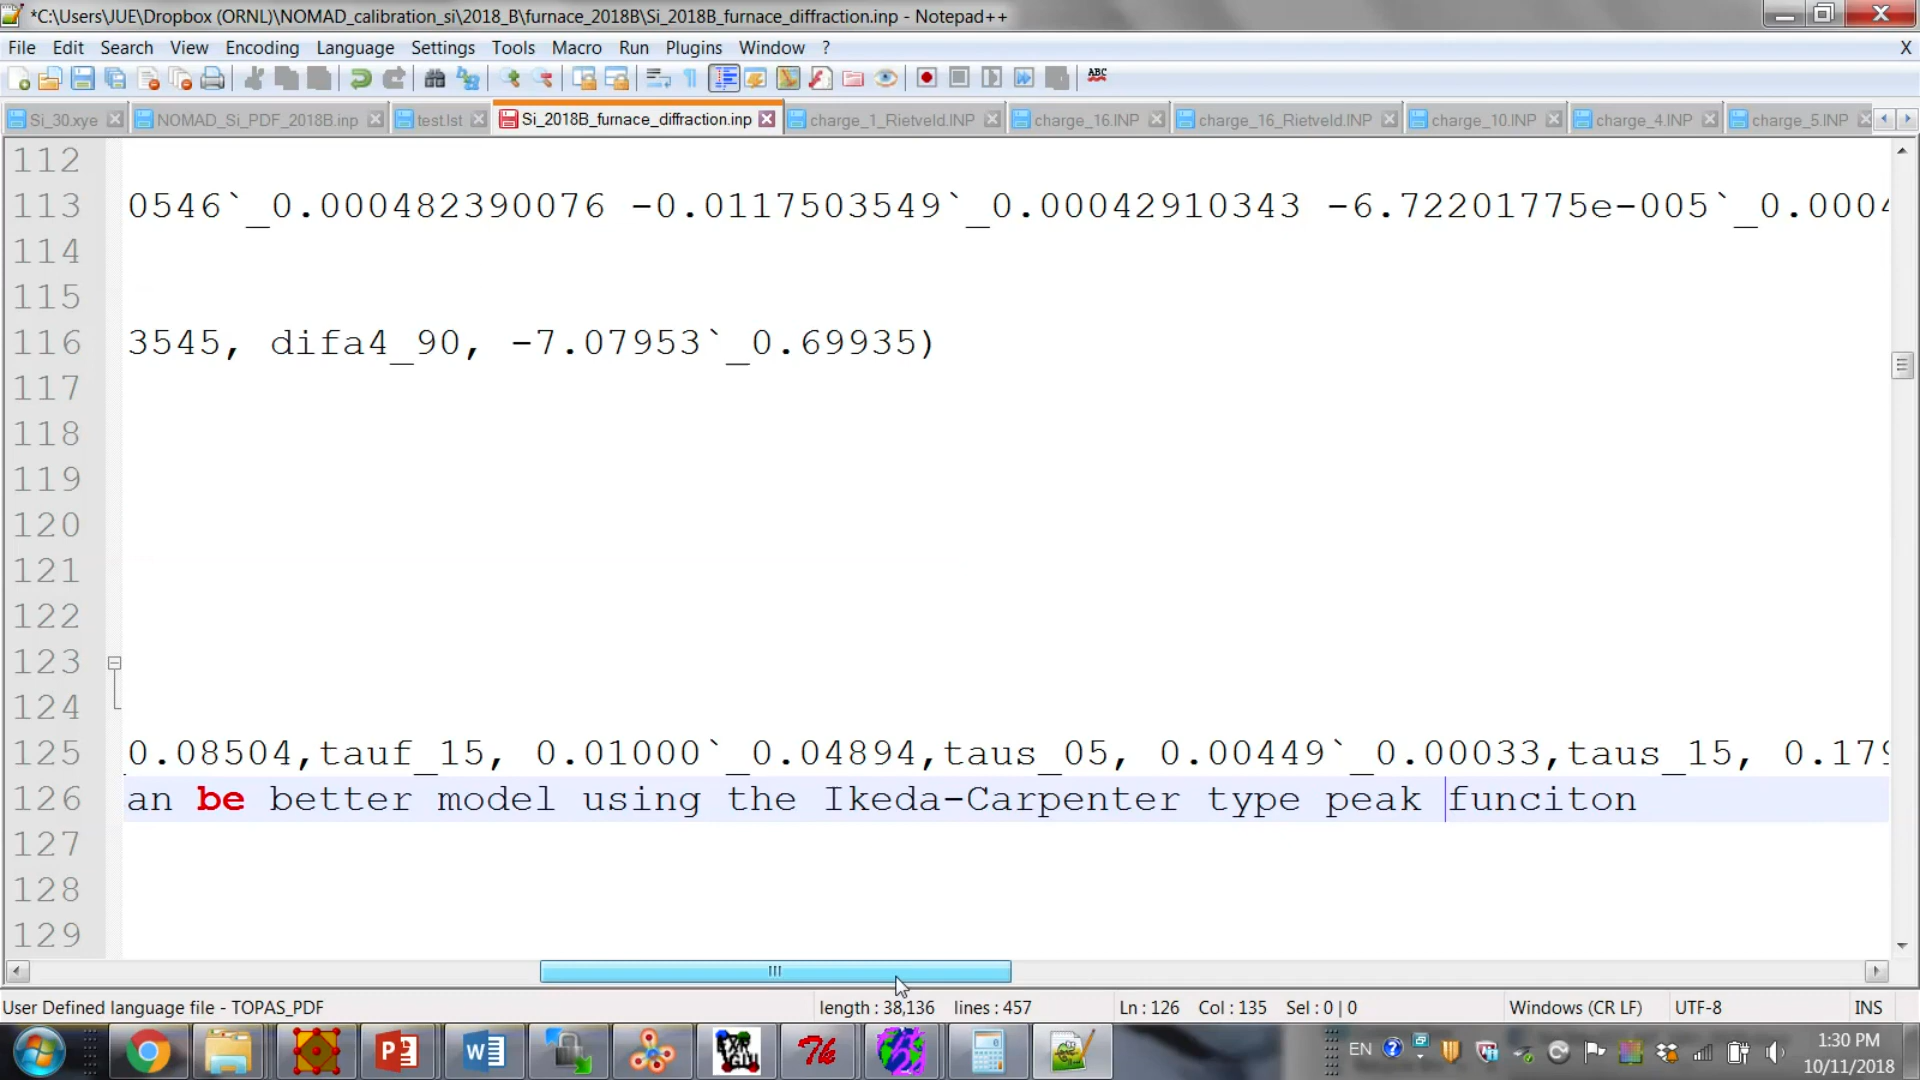 *C:\Users\JUE\Dropbox (ORNL)\NOMAD_calibration_si\2018_B\furnace_2018B\Si_2018B_furnace_diffraction.inp - Notepad++
File Edit Search View Encoding Language Settings Tools Macro Run Plugins Window ? X
ABC
Si_30.xye NOMAD_Si_PDF_2018B.inp test.lst Si_2018B_furnace_diffraction.inp charge_1_Rietveld.INP charge_16.INP charge_16_Rietveld.INP charge_10.INP charge_4.INP charge_5.INP
112
113 0546`_0.000482390076 -0.0117503549`_0.00042910343 -6.72201775e-005`_0.0004
114
115
116 3545, difa4_90, -7.07953`_0.69935)
117
118
119
120
121
122
123
124
125 0.08504,tauf_15, 0.01000`_0.04894,taus_05, 0.00449`_0.00033,taus_15, 0.179
126 an be better model using the Ikeda-Carpenter type peak funciton
127
128
129
User Defined language file - TOPAS_PDF length : 38,136 lines : 457 Ln : 126 Col : 135 Sel : 0 | 0 Windows (CR LF) UTF-8 INS
EN 1:30 PM
10/11/2018